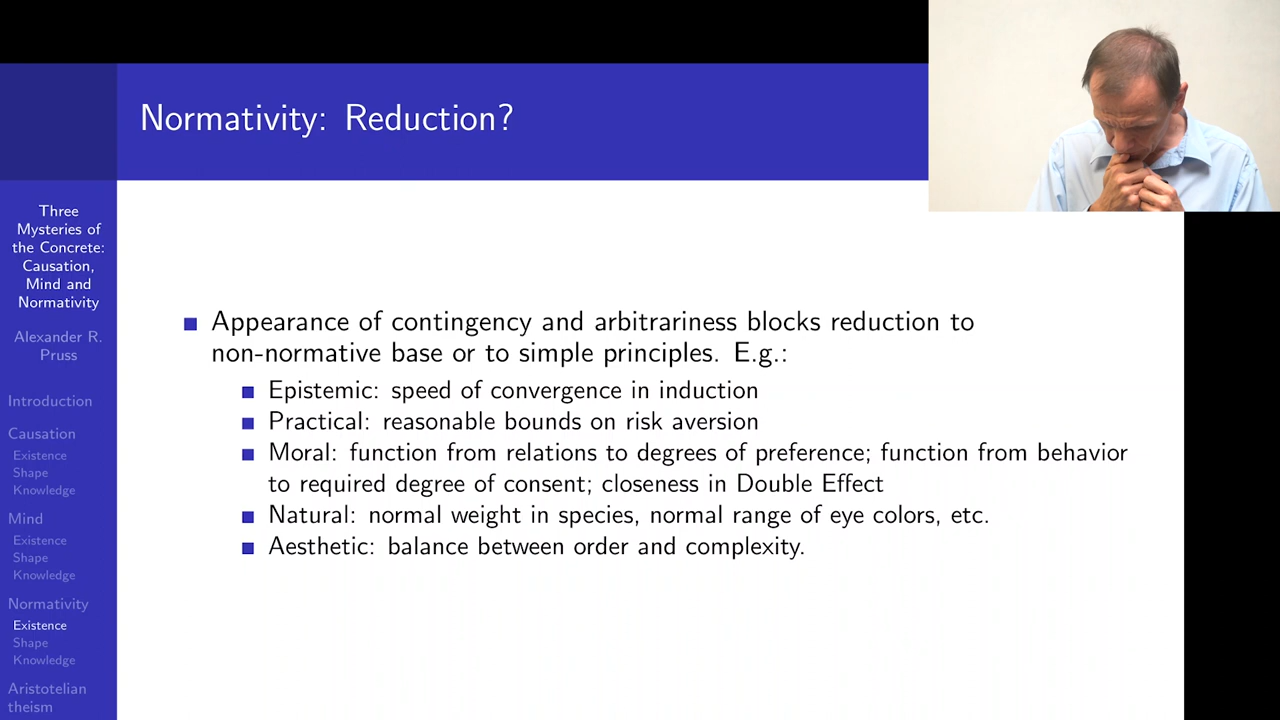 Normativity: Reduction?
Three
Mysteries of
the Concrete:
Causation,
Mind and
Normativity
Alexander R.
Pruss
Introduction
Causation
Existence
Shape
Knowledge
Mind
Existence
Shape
Knowledge
Normativity
Existence
Shape
Knowledge
Aristotelian
theism
Appearance of contingency and arbitrariness blocks reduction to
non-normative base or to simple principles. E.g.:
Epistemic: speed of convergence in induction
Practical: reasonable bounds on risk aversion
Moral: function from relations to degrees of preference; function from behavior
to required degree of consent; closeness in Double Effect
Natural: normal weight in species, normal range of eye colors, etc.
Aesthetic: balance between order and complexity.